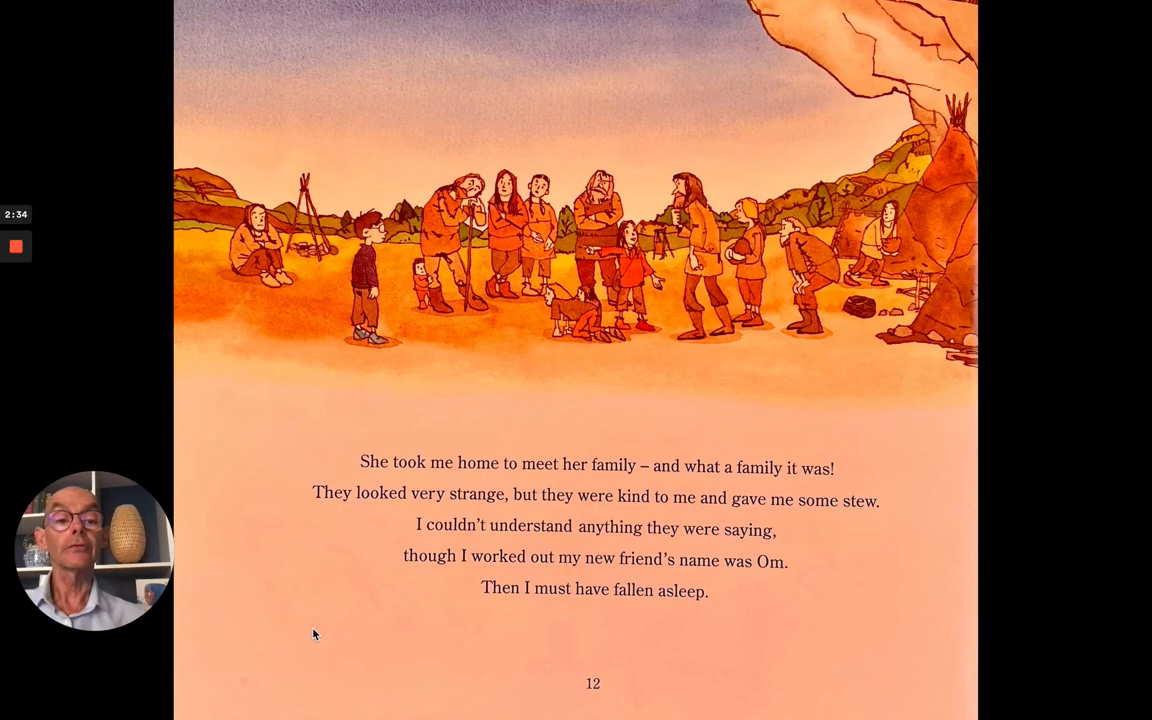 2:34
She took me home to meet her family – and what a family it was!
They looked very strange, but they were kind to me and gave me some stew.
I couldn't understand anything they were saying,
though I worked out my new friend's name was Om.
Then I must have fallen asleep.
12